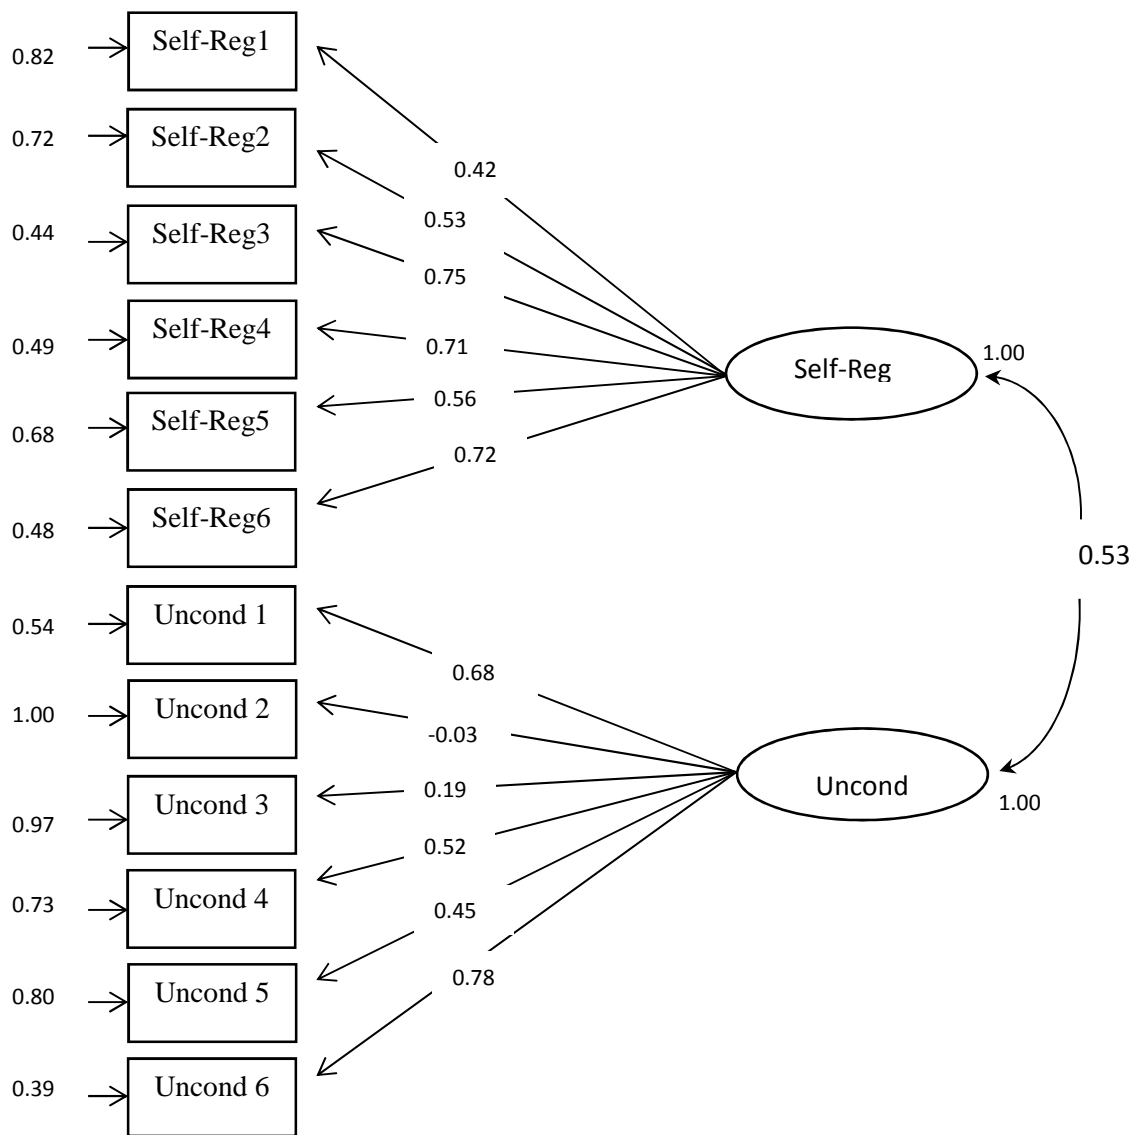 0.82 Self-Reg1
0.42
0.72 Self-Reg2
0.53
0.44 Self-Reg3
0.75
0.49 Self-Reg4
0.71
Self-Reg 1.00
0.56
0.68 Self-Reg5
0.72
0.48 Self-Reg6
0.53
0.54 Uncond 1
0.68
1.00 Uncond 2
-0.03
0.19
Uncond 1.00
0.97 Uncond 3
0.52
0.73 Uncond 4
0.45
0.80 Uncond 5
0.78
0.39 Uncond 6